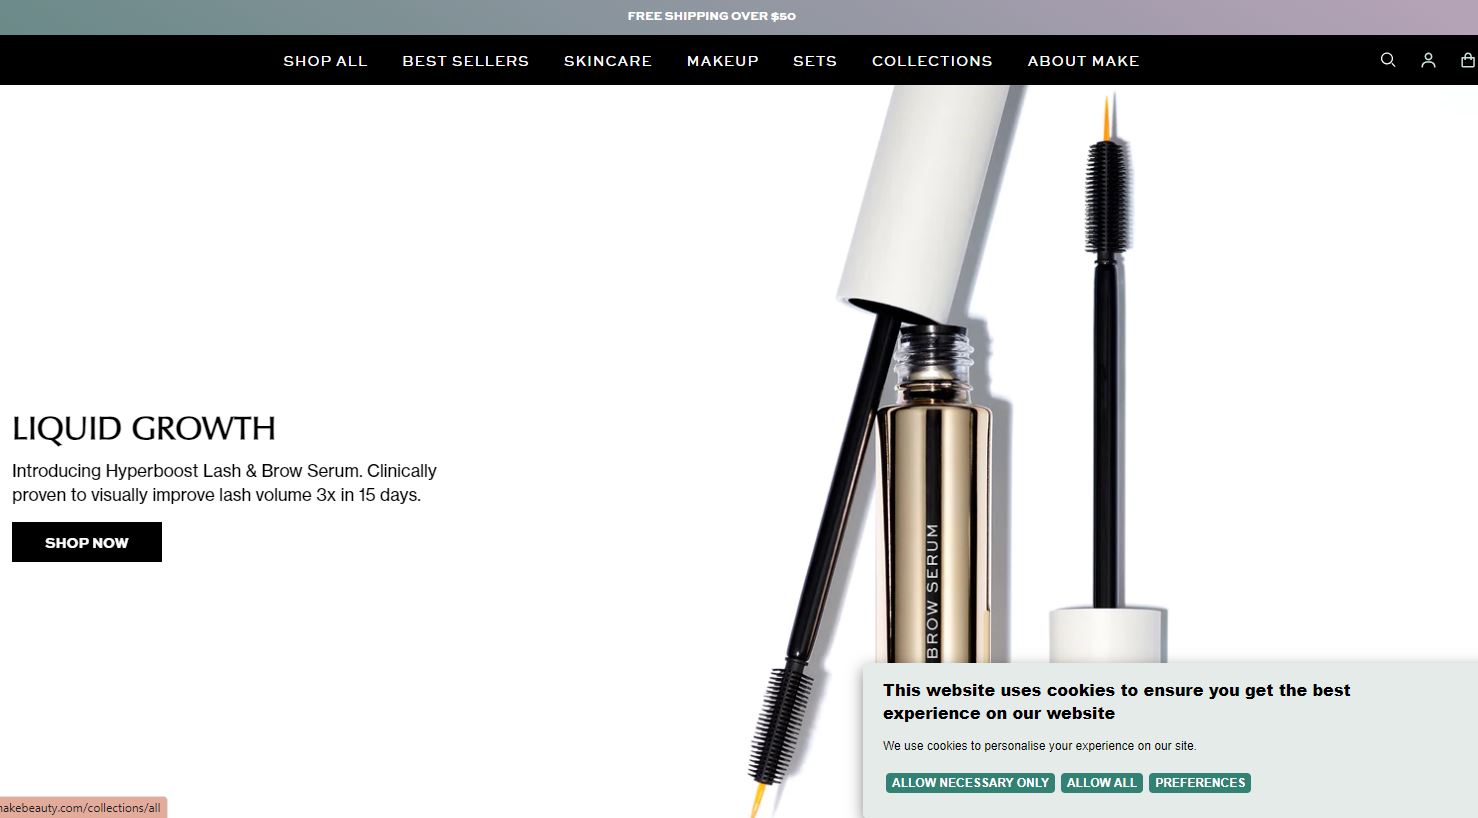 FREE SHIPPING OVER $50
SHOP ALL BEST SELLERS SKINCARE MAKEUP SETS COLLECTIONS ABOUT MAKE
LIQUID GROWTH
Introducing Hyperboost Lash & Brow Serum. Clinically
proven to visually improve lash volume 3x in 15 days.
SHOP NOW
BROW SERUM
This website uses cookies to ensure you get the best
experience on our website
We use cookies to personalise your experience on our site.
ALLOW NECESSARY ONLY ALLOW ALL PREFERENCES
makebeauty.com/collections/all